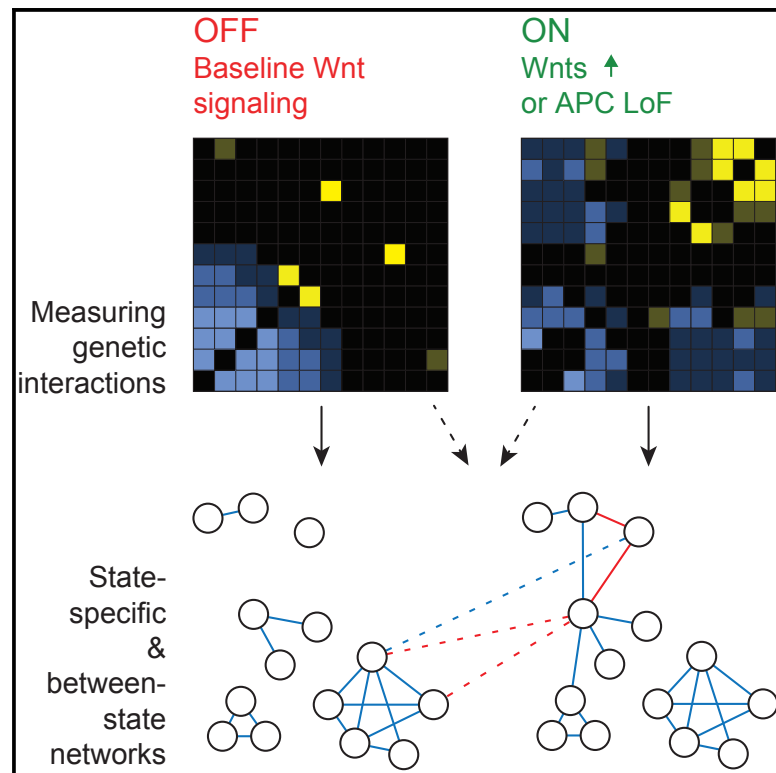 OFF
Baseline Wnt
signaling
ON
Wnts
or APC LoF
Measuring
genetic
interactions
State-
specific
&
between-
state
networks